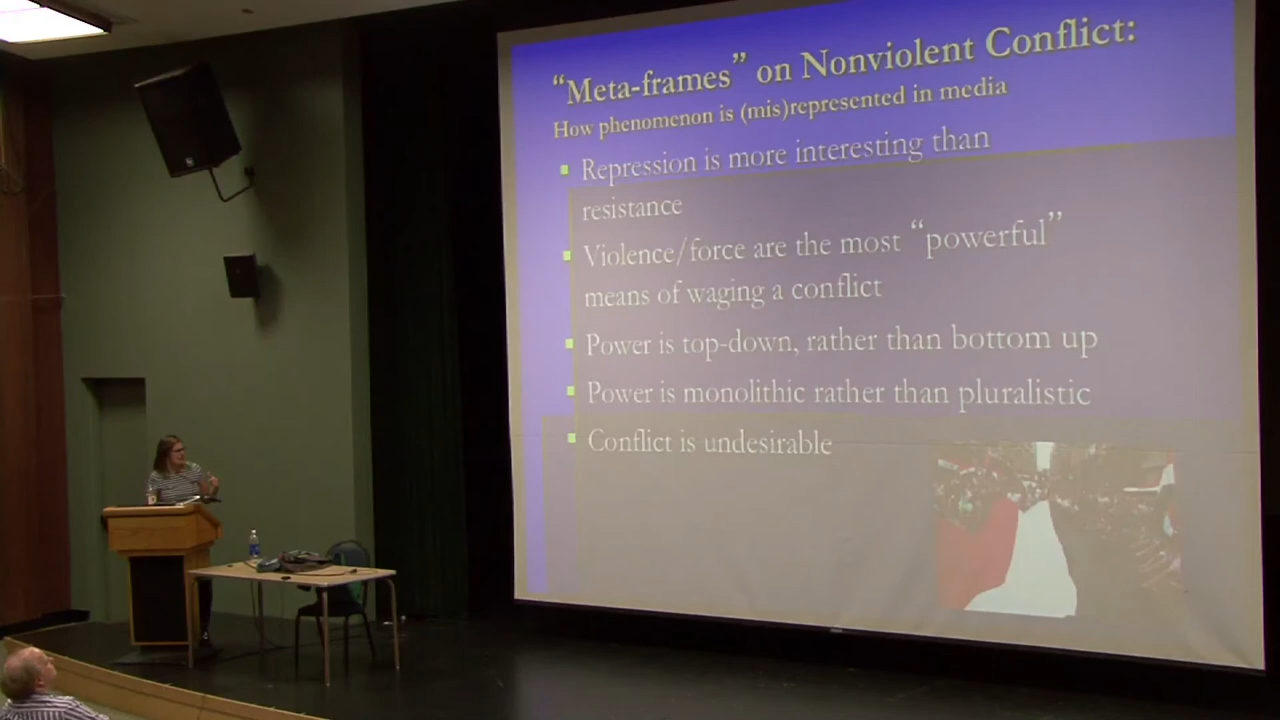 “Meta-frames” on Nonviolent Conflict:
How phenomenon is (mis)represented in media
Repression is more interesting than
resistance
Violence/force are the most “powerful”
means of waging a conflict
Power is top-down, rather than bottom up
Power is monolithic rather than pluralistic
Conflict is undesirable